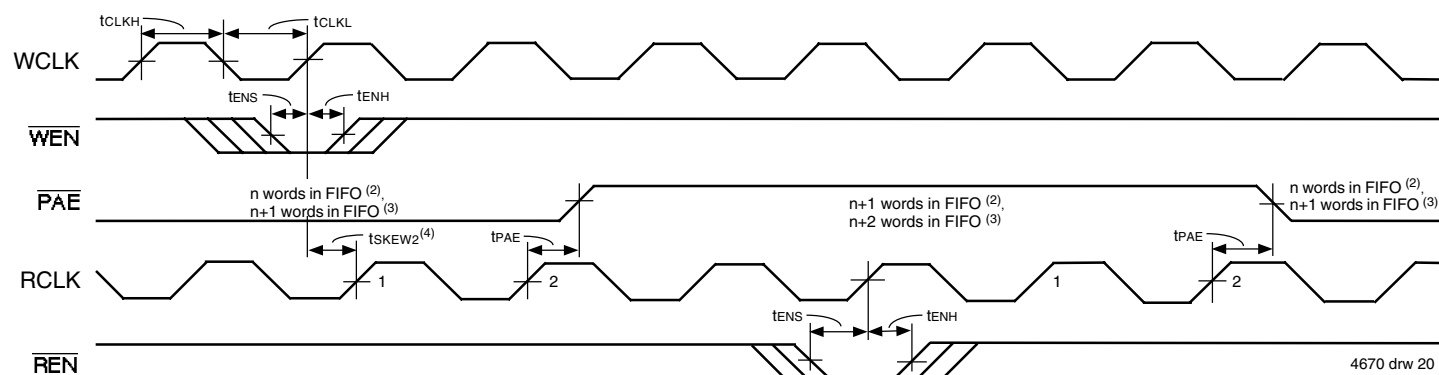 tCLKH
tCLKL
WCLK
tENS
tENH
WEN
PAE
n words in FIFO (2),
n+1 words in FIFO (3)
n+1 words in FIFO (2),
n+2 words in FIFO (3)
n words in FIFO (2),
n+1 words in FIFO (3)
tSKEW2(4)
tPAE
tPAE
RCLK
1
2
1
2
tENS
tENH
REN
4670 drw 20